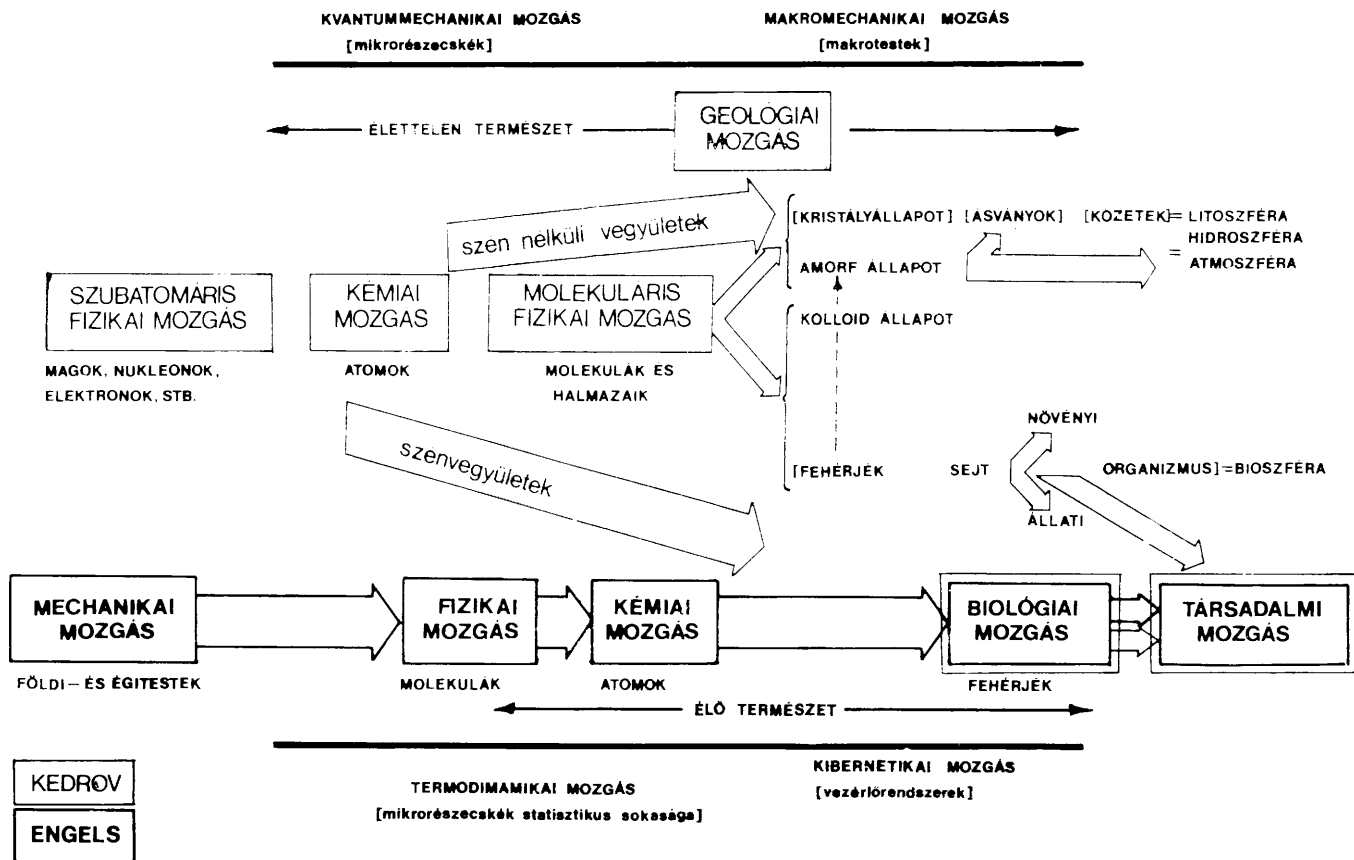 KVANTUMMECHANIKAI MOZGÁS
[mikrorészecskék]
MAKROMECHANIKAI MOZGÁS
[makrotestek]
ÉLETTELEN TERMÉSZET
GEOLÓGIAI
MOZGÁS
szén nélküli vegyületek
[KRISTÁLYÁLLAPOT] [ÁSVÁNYOK] [KŐZETEK]= LITOSZFÉRA
HIDROSZFÉRA
=
ATMOSZFÉRA
AMORF ÁLLAPOT
SZUBATOMÁRIS
FIZIKAI MOZGÁS
MAGOK, NUKLEONOK,
ELEKTRONOK, STB.
KÉMIAI
MOZGAS
ATOMOK
MOLEKULÁRIS
FIZIKAI MOZGAS
MOLEKULÁK ÉS
HALMAZAIK
KOLLOID ÁLLAPOT
szénvegyületek
[FEHÉRJÉK
SEJT
NÖVÉNYI
ÁLLATI
ORGANIZMUS]=BIOSZFÉRA
MECHANIKAI
MOZGÁS
FÖLDI- ÉS ÉGITESTEK
FIZIKAI
MOZGÁS
MOLEKULÁK
KÉMIAI
MOZGÁS
ATOMOK
BIOLÓGIAI
MOZGÁS
FEHÉRJÉK
TÁRSADALMI
MOZGÁS
ÉLŐ TERMÉSZET
TERMODIMAMIKAI MOZGÁS
[mikrorészecskék statisztikus sokasága]
KIBERNETIKAI MOZGÁS
[vezérlőrendszerek]
KEDROV
ENGELS